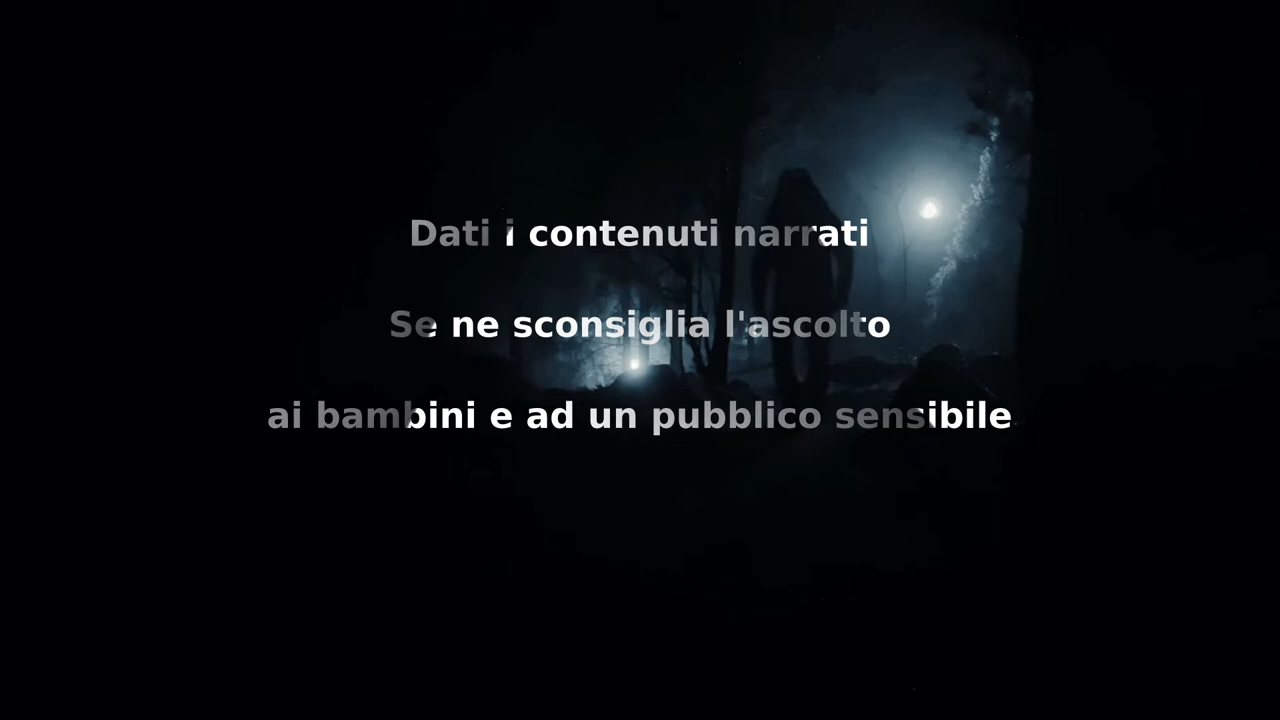 Dati i contenuti narrati
Se ne sconsiglia l'ascolto
ai bambini e ad un pubblico sensibile